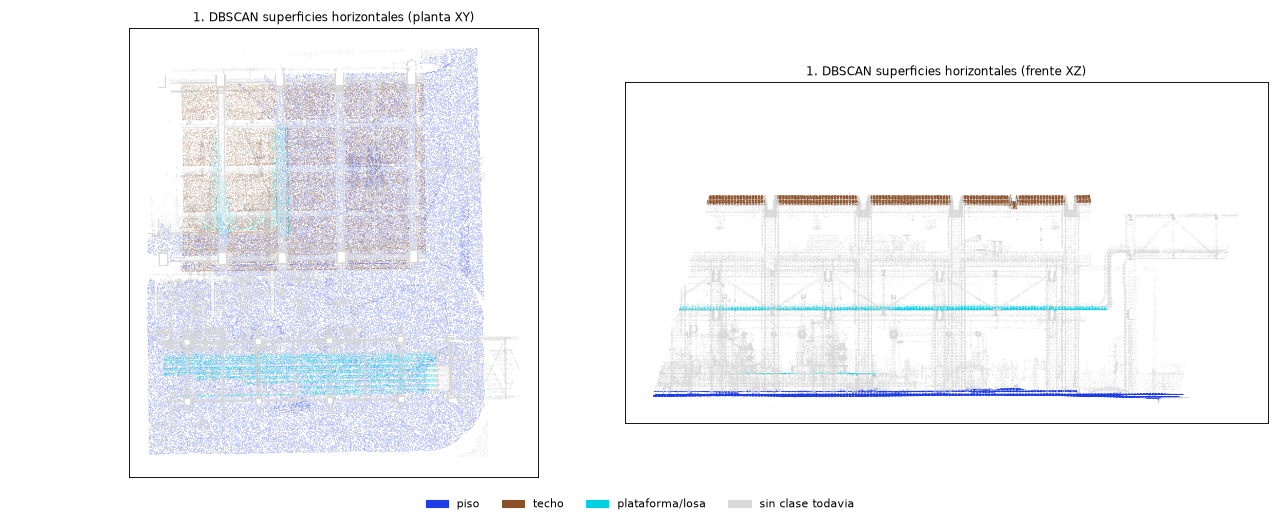 1. DBSCAN superficies horizontales (planta XY)
1. DBSCAN superficies horizontales (frente XZ)
piso
techo
plataforma/losa
sin clase todavia